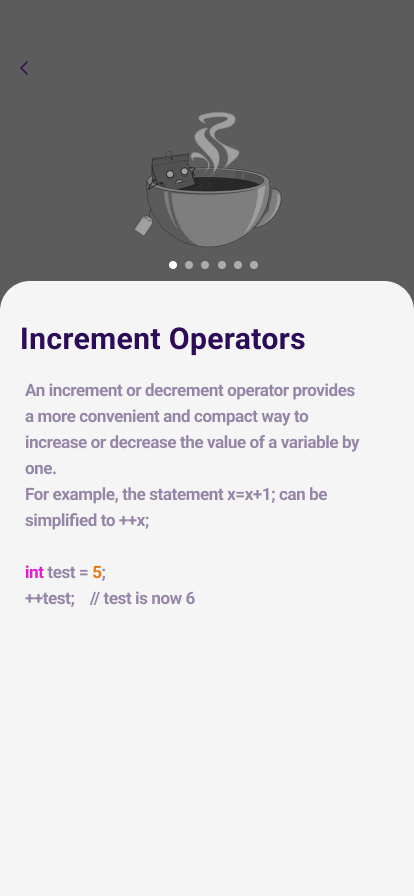 Increment Operators
An increment or decrement operator provides
a more convenient and compact way to
increase or decrease the value of a variable by
one.
For example, the statement x=x+1; can be
simplified to ++x;
int test = 5;
++test;    // test is now 6